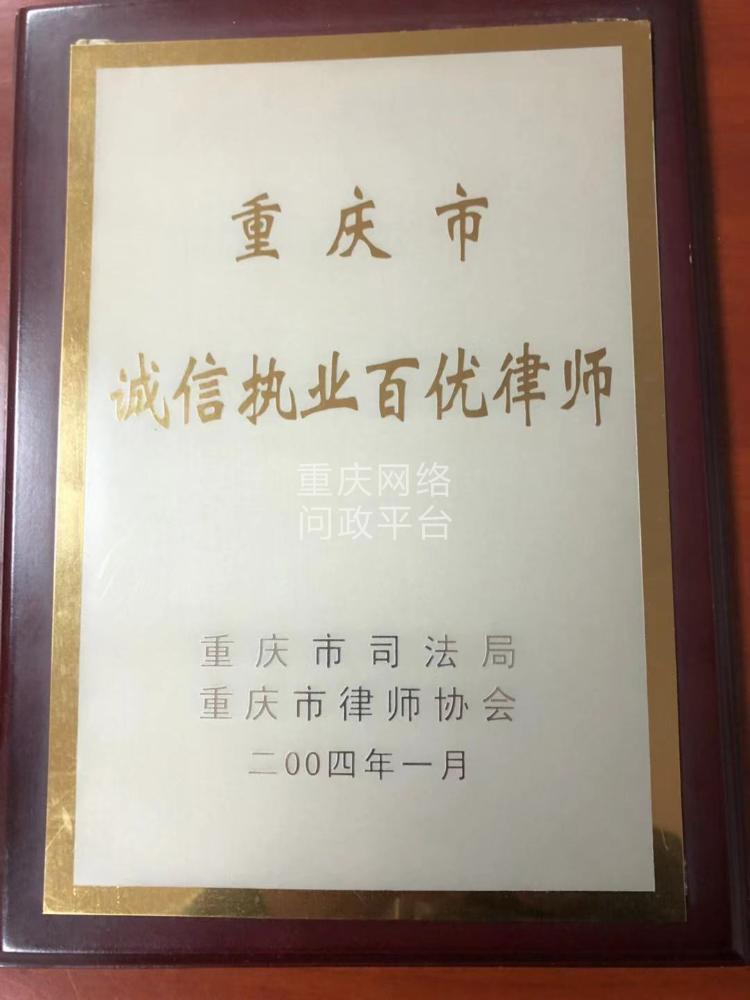 重庆市
诚信执业百优律师
重庆网络
问政平台
重庆市司法局
重庆市律师协会
二00四年一月